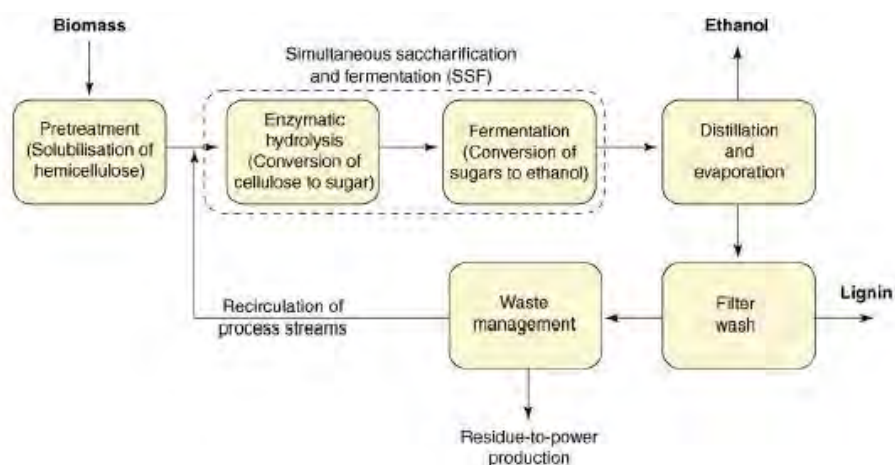 Biomass
Ethanol
Simultaneous saccharification
and fermentation (SSF)
Pretreatment
(Solubilisation of
hemicellulose)
Enzymatic
hydrolysis
(Conversion of
cellulose to sugar)
Fermentation
(Conversion of
sugars to ethanol)
Distillation
and
evaporation
Recirculation of
process streams
Waste
management
Filter
wash
Lignin
Residue-to-power
production